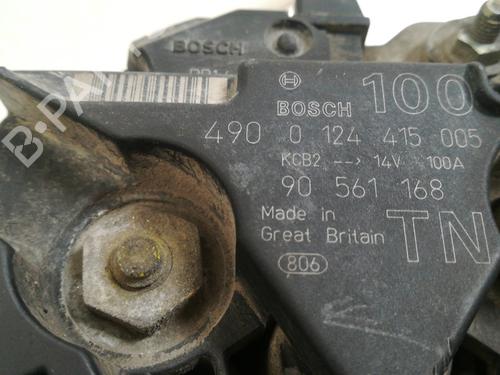 BOSCH
BOSCH 100
490 0 124 415 005
KCB2 --> 14V 100A
90 561 168
Made in
Great Britain TN
806
B-PARTS